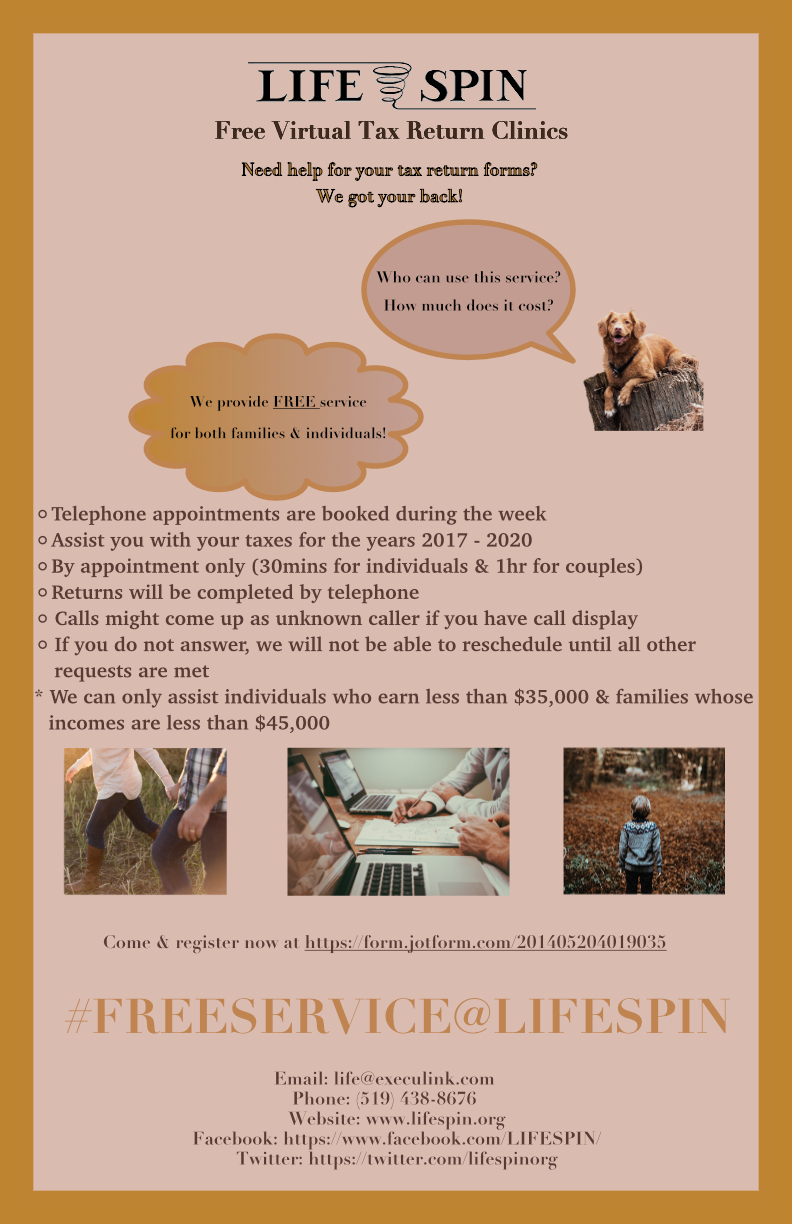 LIFE SPIN
Free Virtual Tax Return Clinics
Need help for your tax return forms?
We got your back!
Who can use this service?
How much does it cost?
We provide FREE service
for both families & individuals!
Telephone appointments are booked during the week
Assist you with your taxes for the years 2017 - 2020
By appointment only (30mins for individuals & 1hr for couples)
Returns will be completed by telephone
Calls might come up as unknown caller if you have call display
If you do not answer, we will not be able to reschedule until all other
requests are met
* We can only assist individuals who earn less than $35,000 & families whose
incomes are less than $45,000
Come & register now at https://form.jotform.com/201405204019035
#FREESERVICE@LIFESPIN
Email: life@execulink.com
Phone: (519) 438-8676
Website: www.lifespin.org
Facebook: https://www.facebook.com/LIFESPIN/
Twitter: https://twitter.com/lifespinorg